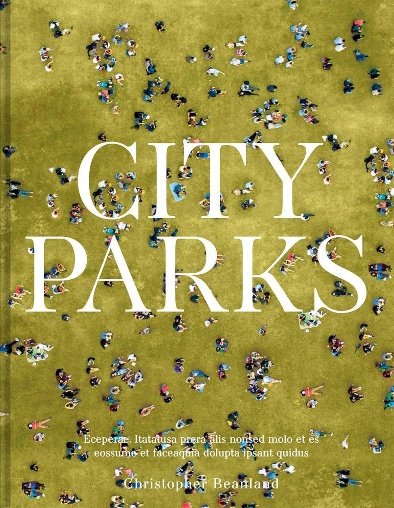 CITY
PARKS
Eceperae. Itatatusa prera alis nonsed molo et es
eossume et faceaquia dolupta ipsant quidus
Christopher Beanland